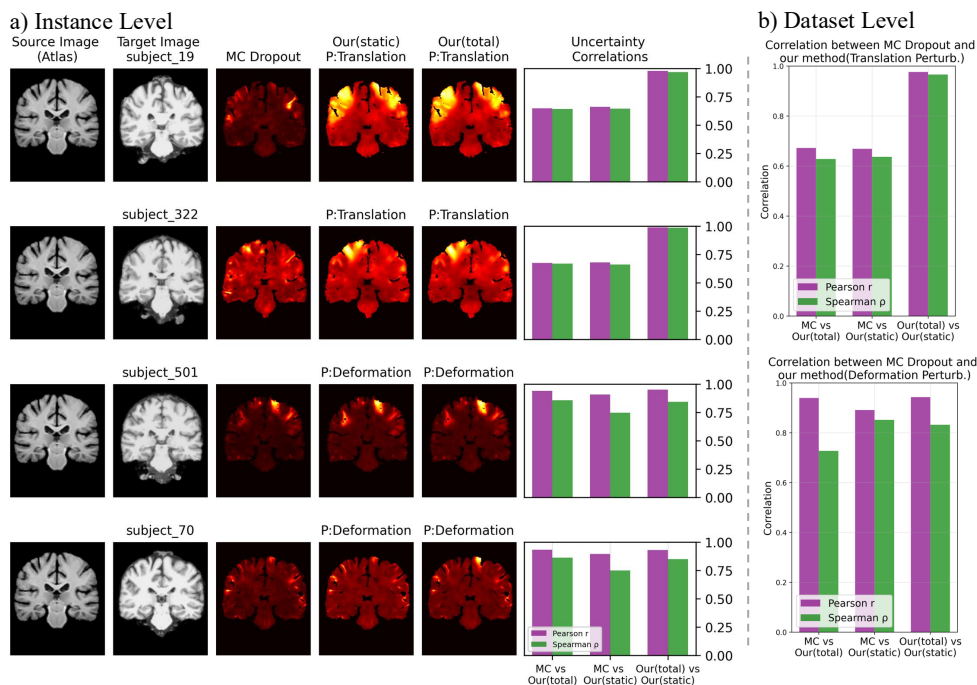 a) Instance Level
Source Image
(Atlas)
Target Image
subject_19
MC Dropout
Our(static)
P:Translation
Our(total)
P:Translation
Uncertainty
Correlations
1.00
0.75
0.50
0.25
0.00
subject_322
P:Translation
P:Translation
1.00
0.75
0.50
0.25
0.00
subject_501
P:Deformation
P:Deformation
1.00
0.75
0.50
0.25
0.00
subject_70
P:Deformation
P:Deformation
1.00
0.75
0.50
0.25
0.00
Pearson r
Spearman ρ
MC vs
Our(total)
MC vs
Our(static)
Our(total) vs
Our(static)
b) Dataset Level
Correlation between MC Dropout and
our method(Translation Perturb.)
1.0
0.8
0.6
0.4
0.2
0.0
Correlation
Pearson r
Spearman ρ
MC vs
Our(total)
MC vs
Our(static)
Our(total) vs
Our(static)
Correlation between MC Dropout and
our method(Deformation Perturb.)
1.0
0.8
0.6
0.4
0.2
0.0
Correlation
Pearson r
Spearman ρ
MC vs
Our(total)
MC vs
Our(static)
Our(total) vs
Our(static)